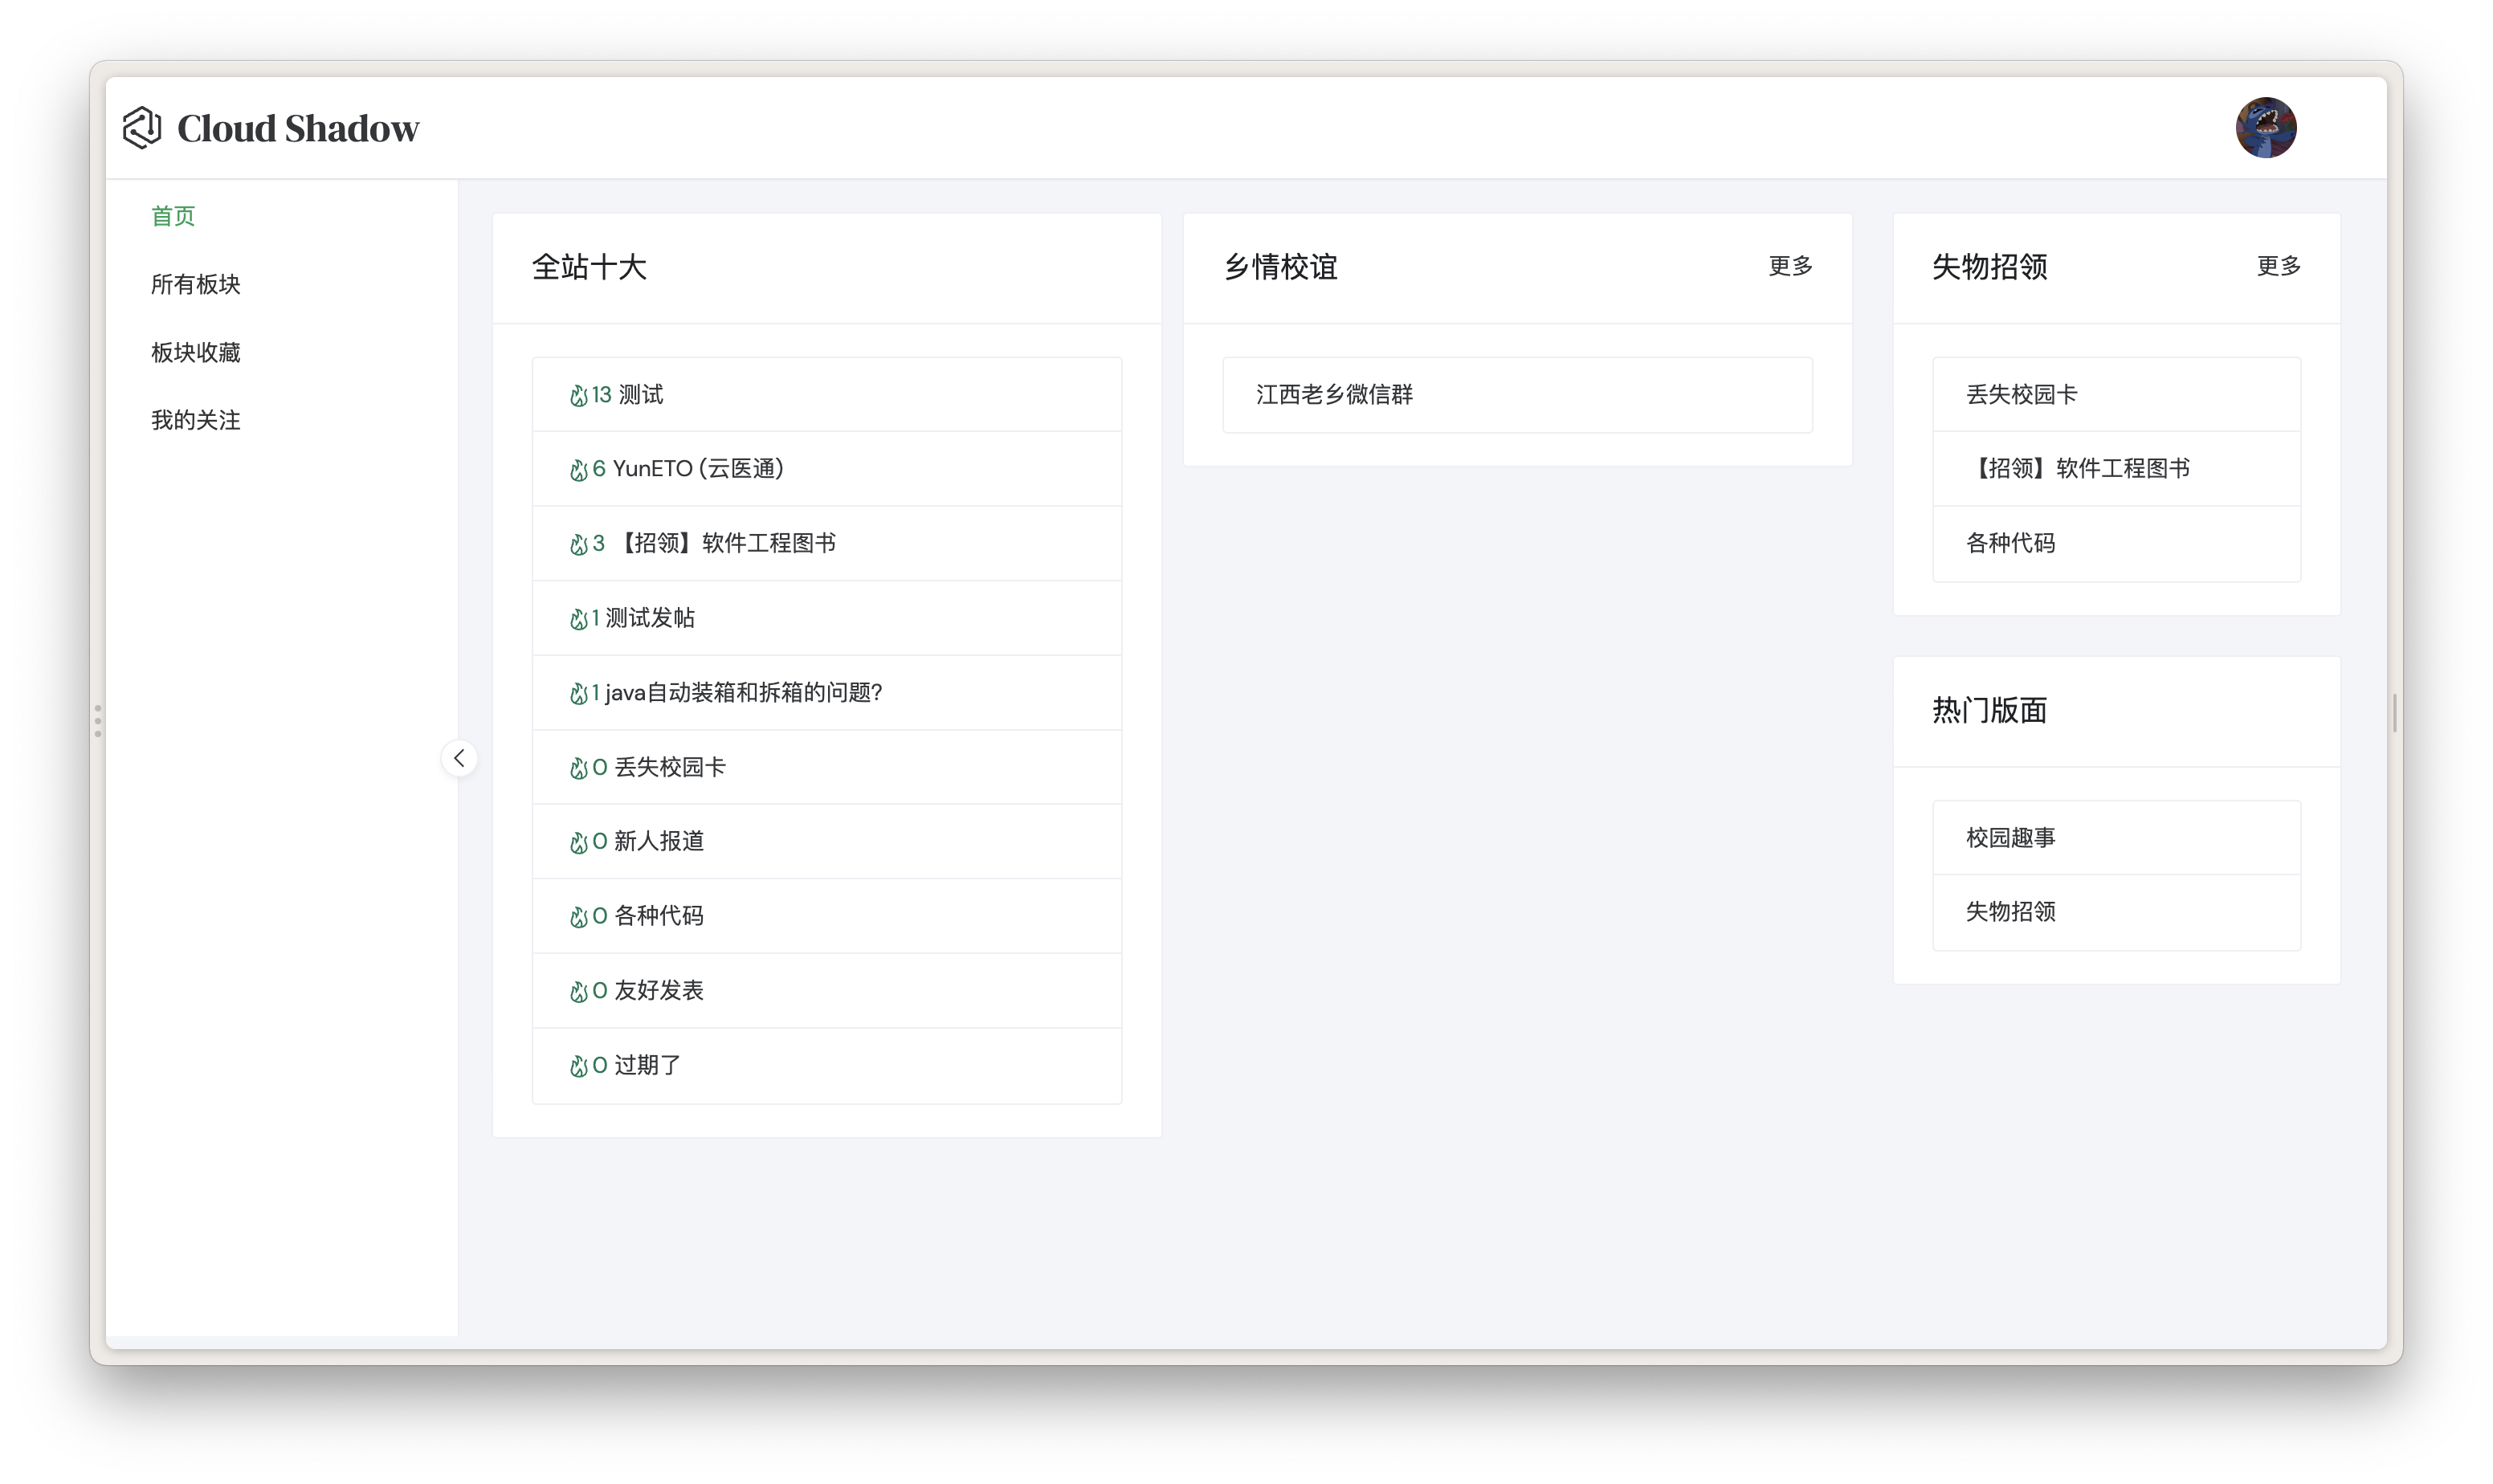 Cloud Shadow
首页
所有板块
板块收藏
我的关注
全站十大
13 测试
6 YunETO (云医通)
3 【招领】软件工程图书
1 测试发帖
1 java自动装箱和拆箱的问题?
0 丢失校园卡
0 新人报道
0 各种代码
0 友好发表
0 过期了
乡情校谊 更多
江西老乡微信群
失物招领 更多
丢失校园卡
【招领】软件工程图书
各种代码
热门版面
校园趣事
失物招领